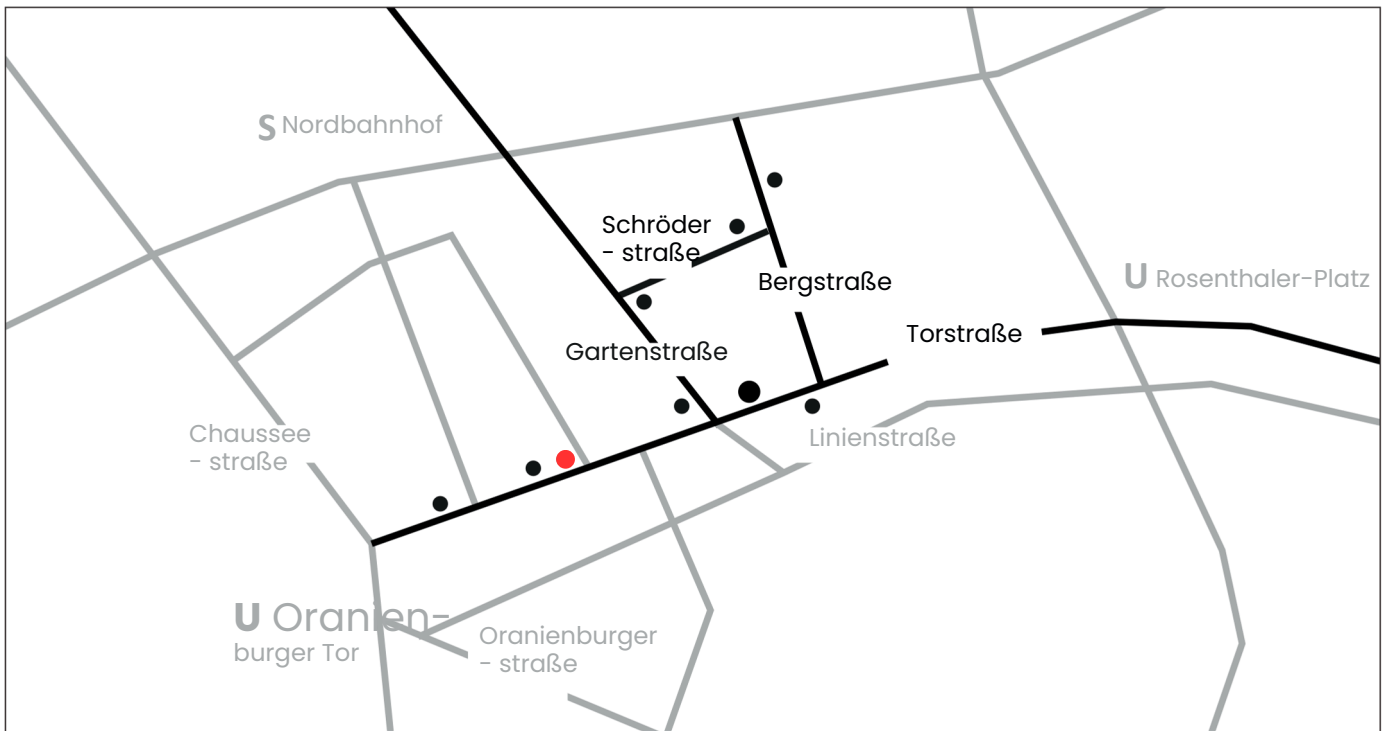 S Nordbahnhof
Schröder
- straße
Bergstraße
U Rosenthaler-Platz
Torstraße
Gartenstraße
Chaussee
- straße
Linienstraße
U Oranien-
burger Tor
Oranienburger
- straße